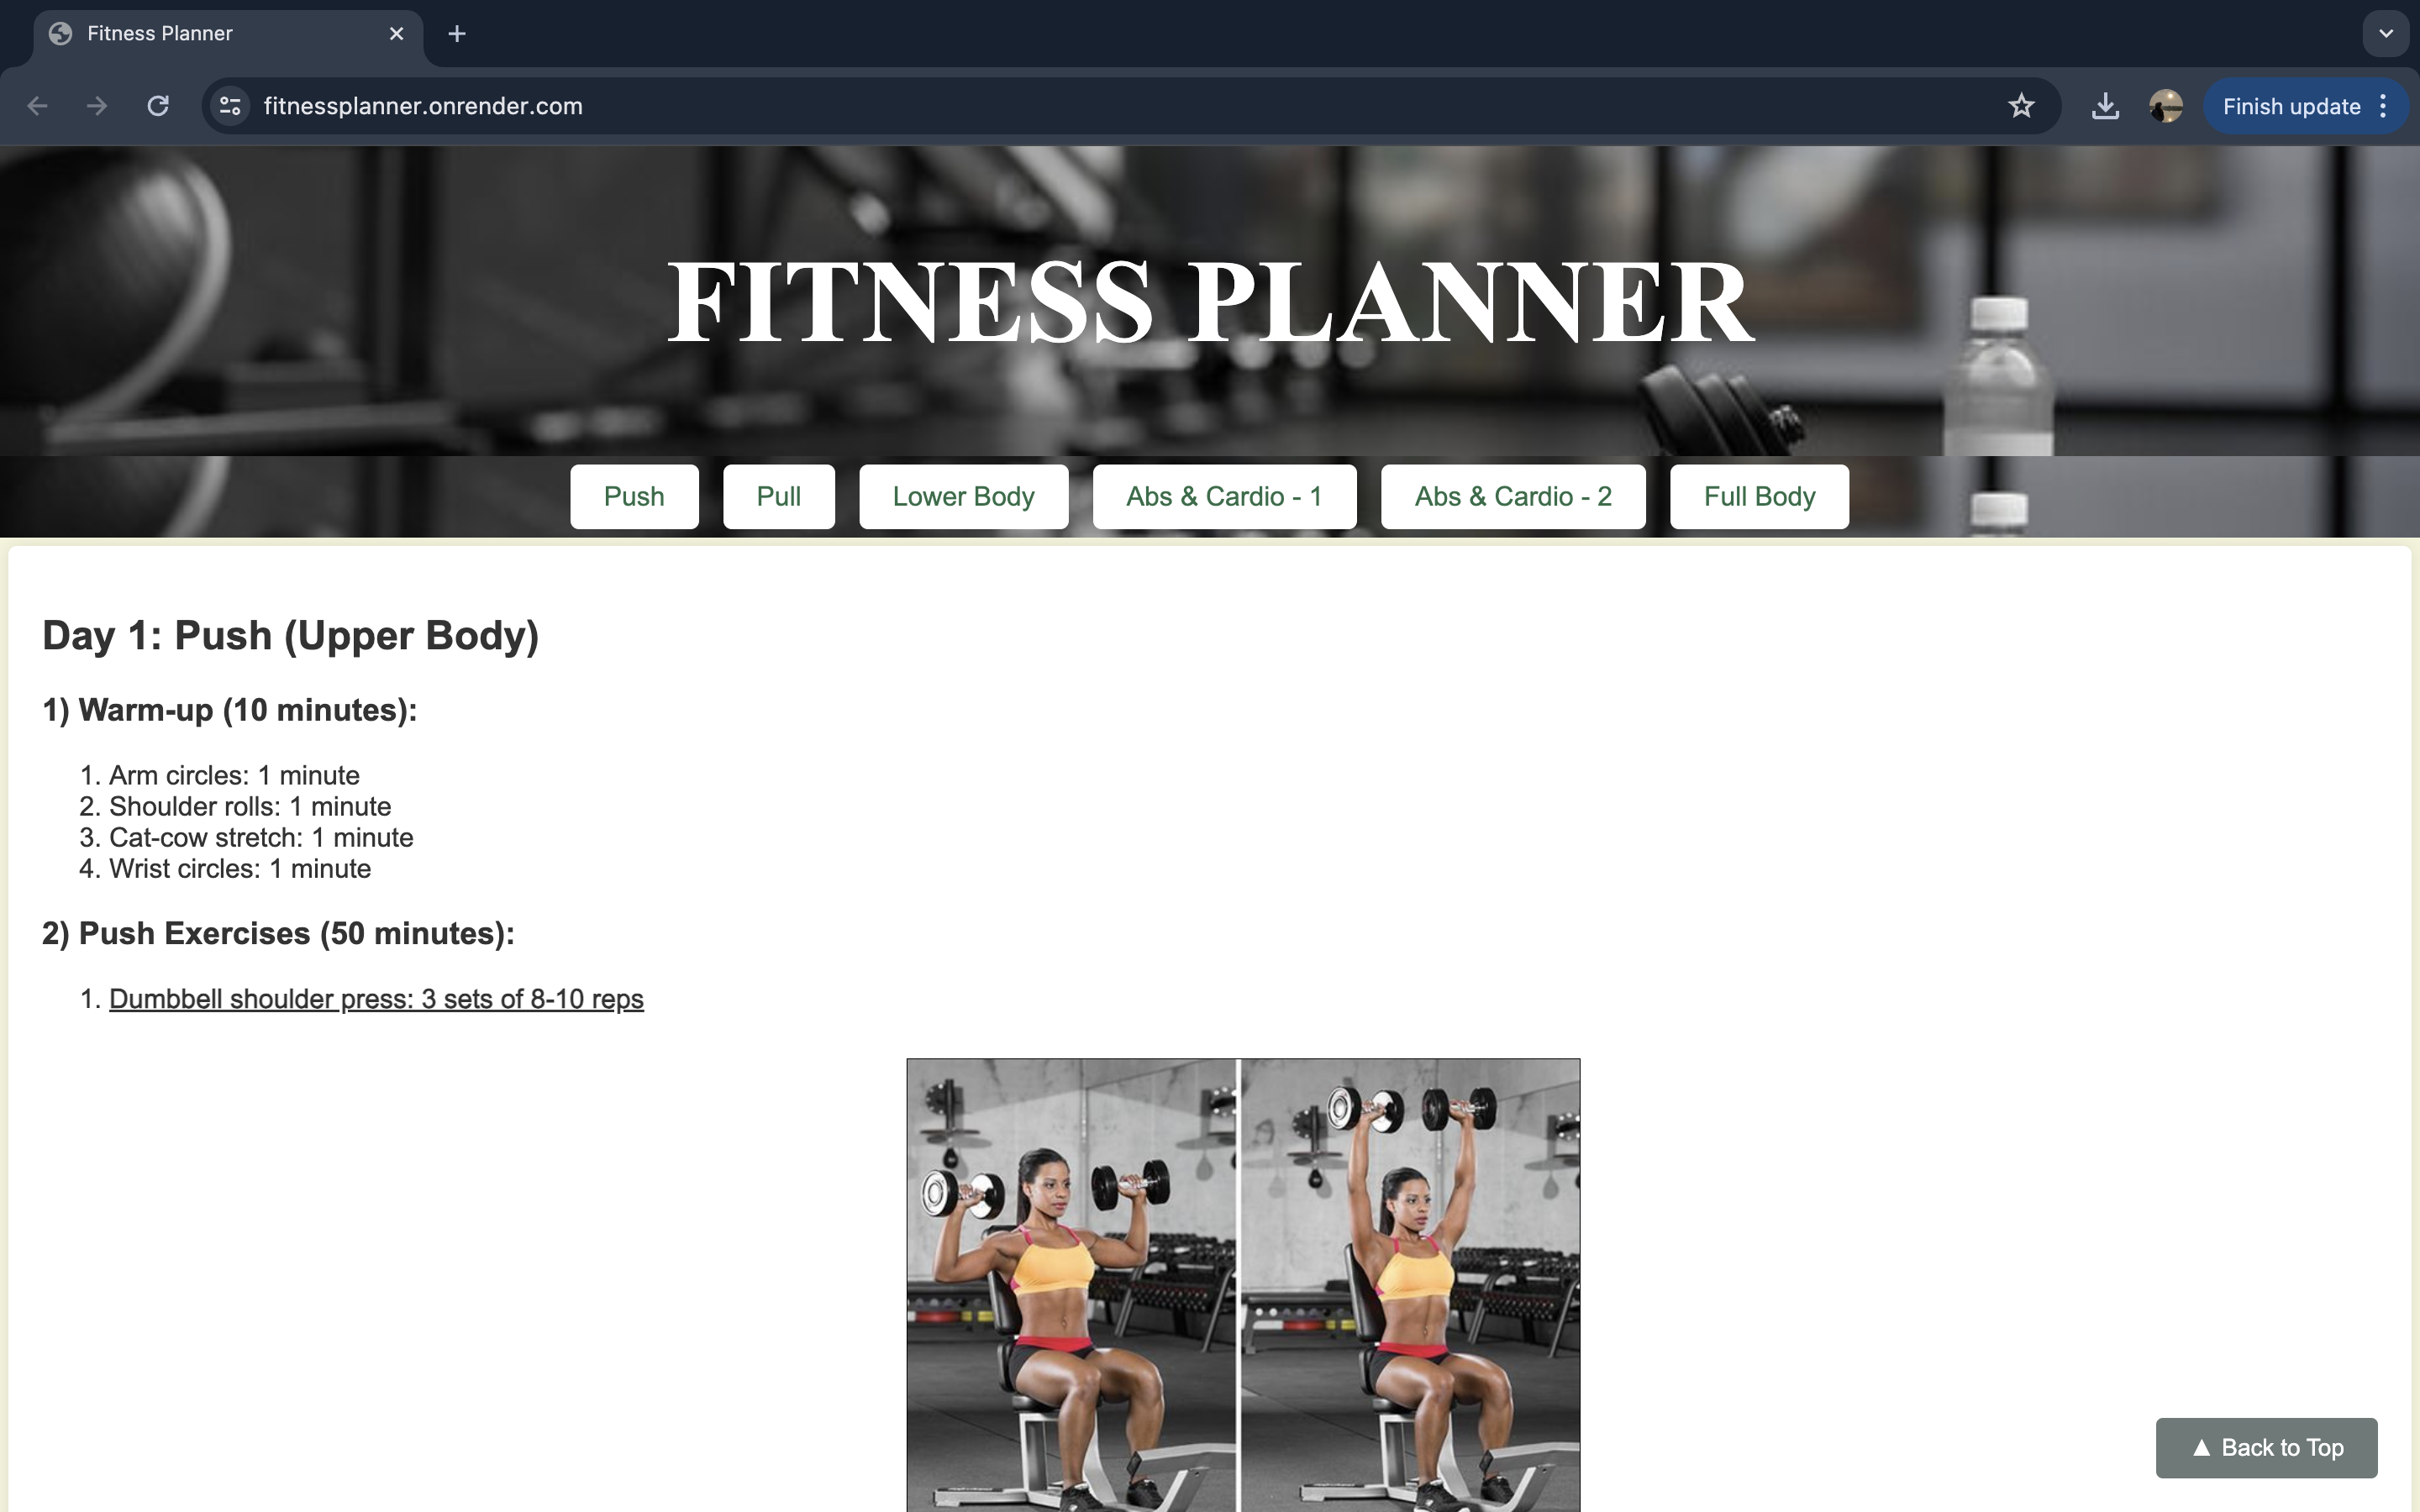 Fitness Planner
fitnessplanner.onrender.com
Finish update
FITNESS PLANNER
Push
Pull
Lower Body
Abs & Cardio - 1
Abs & Cardio - 2
Full Body
Day 1: Push (Upper Body)
1) Warm-up (10 minutes):
1. Arm circles: 1 minute
2. Shoulder rolls: 1 minute
3. Cat-cow stretch: 1 minute
4. Wrist circles: 1 minute
2) Push Exercises (50 minutes):
1. Dumbbell shoulder press: 3 sets of 8-10 reps
▲ Back to Top